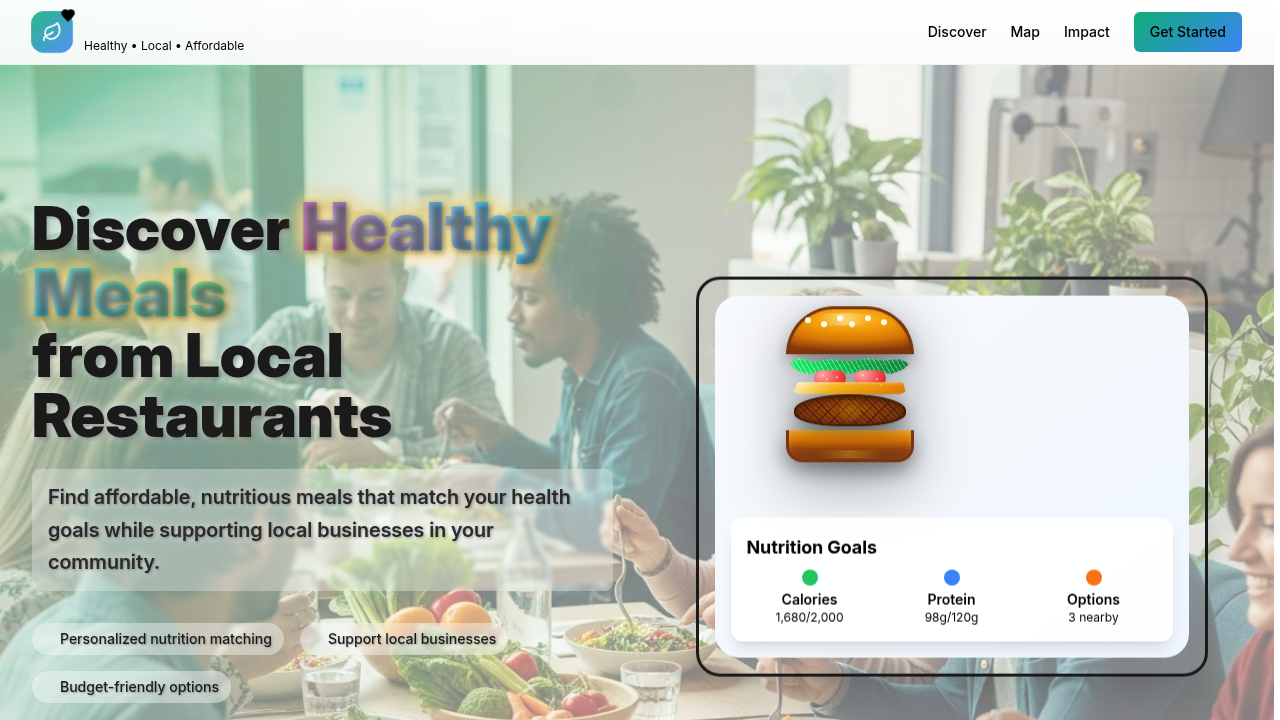 Healthy • Local • Affordable
Discover
Map
Impact
Get Started
Discover Healthy
Meals
from Local
Restaurants
Find affordable, nutritious meals that match your health
goals while supporting local businesses in your
community.
Personalized nutrition matching
Support local businesses
Budget-friendly options
Nutrition Goals
Calories
1,680/2,000
Protein
98g/120g
Options
3 nearby